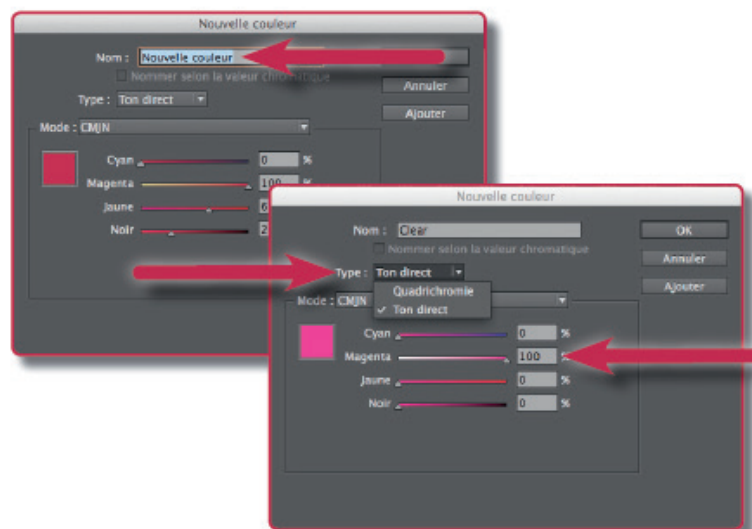 Nouvelle couleur
Nom : Nouvelle couleur
Nommer selon la valeur chromatique
Annuler
Type : Ton direct
Ajouter
Mode : CMJN
Cyan 0 %
Magenta 100 %
Jaune 6
Noir 2
Nouvelle couleur
Nom : Clear OK
Nommer selon la valeur chromatique
Annuler
Type : Ton direct
Ajouter
Quadrichromie
Mode : CMJN
✓ Ton direct
Cyan 0 %
Magenta 100 %
Jaune 0 %
Noir 0 %